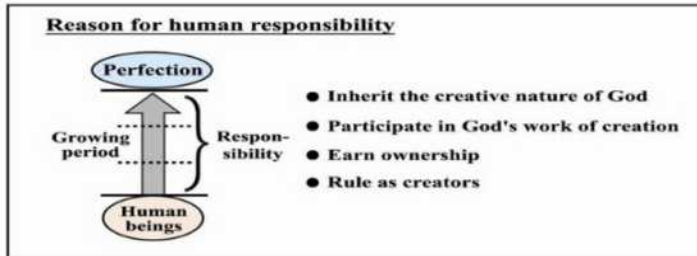 Reason for human responsibility
Perfection
Growing
period
Respon-
sibility
Human
beings
● Inherit the creative nature of God
● Participate in God's work of creation
● Earn ownership
● Rule as creators